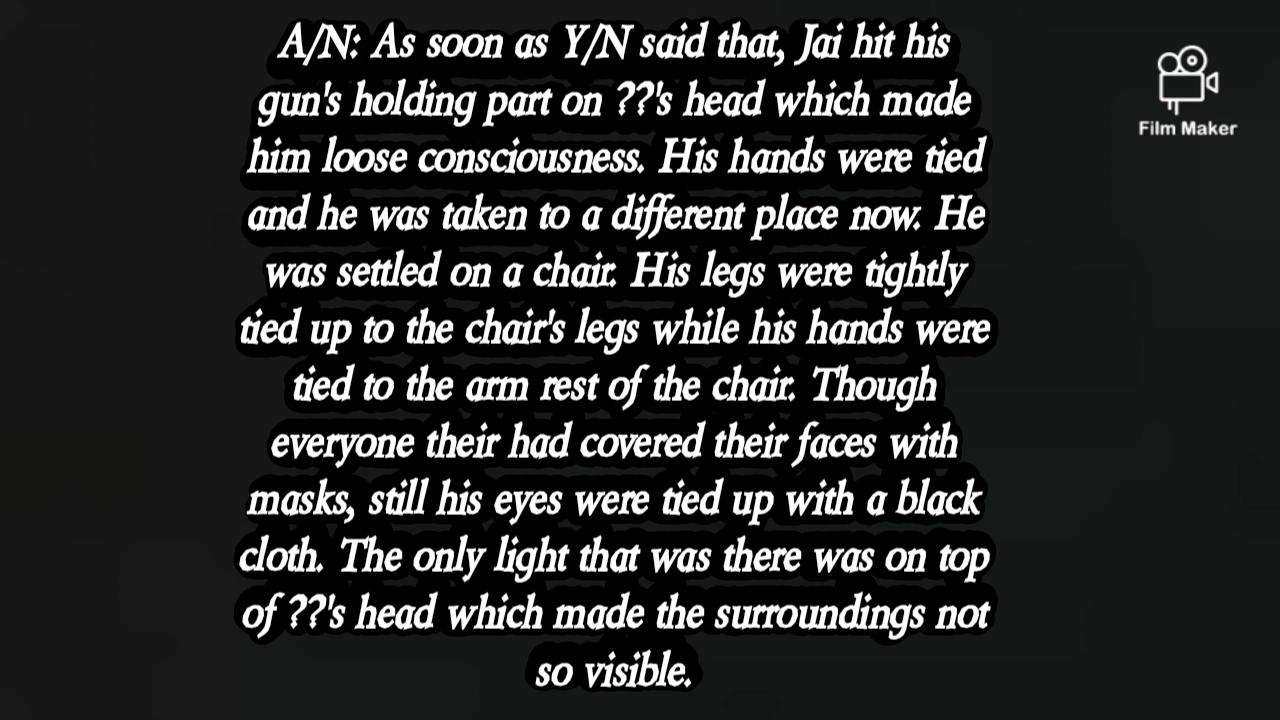 A/N: As soon as Y/N said that, Jai hit his
gun's holding part on ??'s head which made
him loose consciousness. His hands were tied
and he was taken to a different place now. He
was settled on a chair. His legs were tightly
tied up to the chair's legs while his hands were
tied to the arm rest of the chair. Though
everyone their had covered their faces with
masks, still his eyes were tied up with a black
cloth. The only light that was there was on top
of ??'s head which made the surroundings not
so visible.
Film Maker